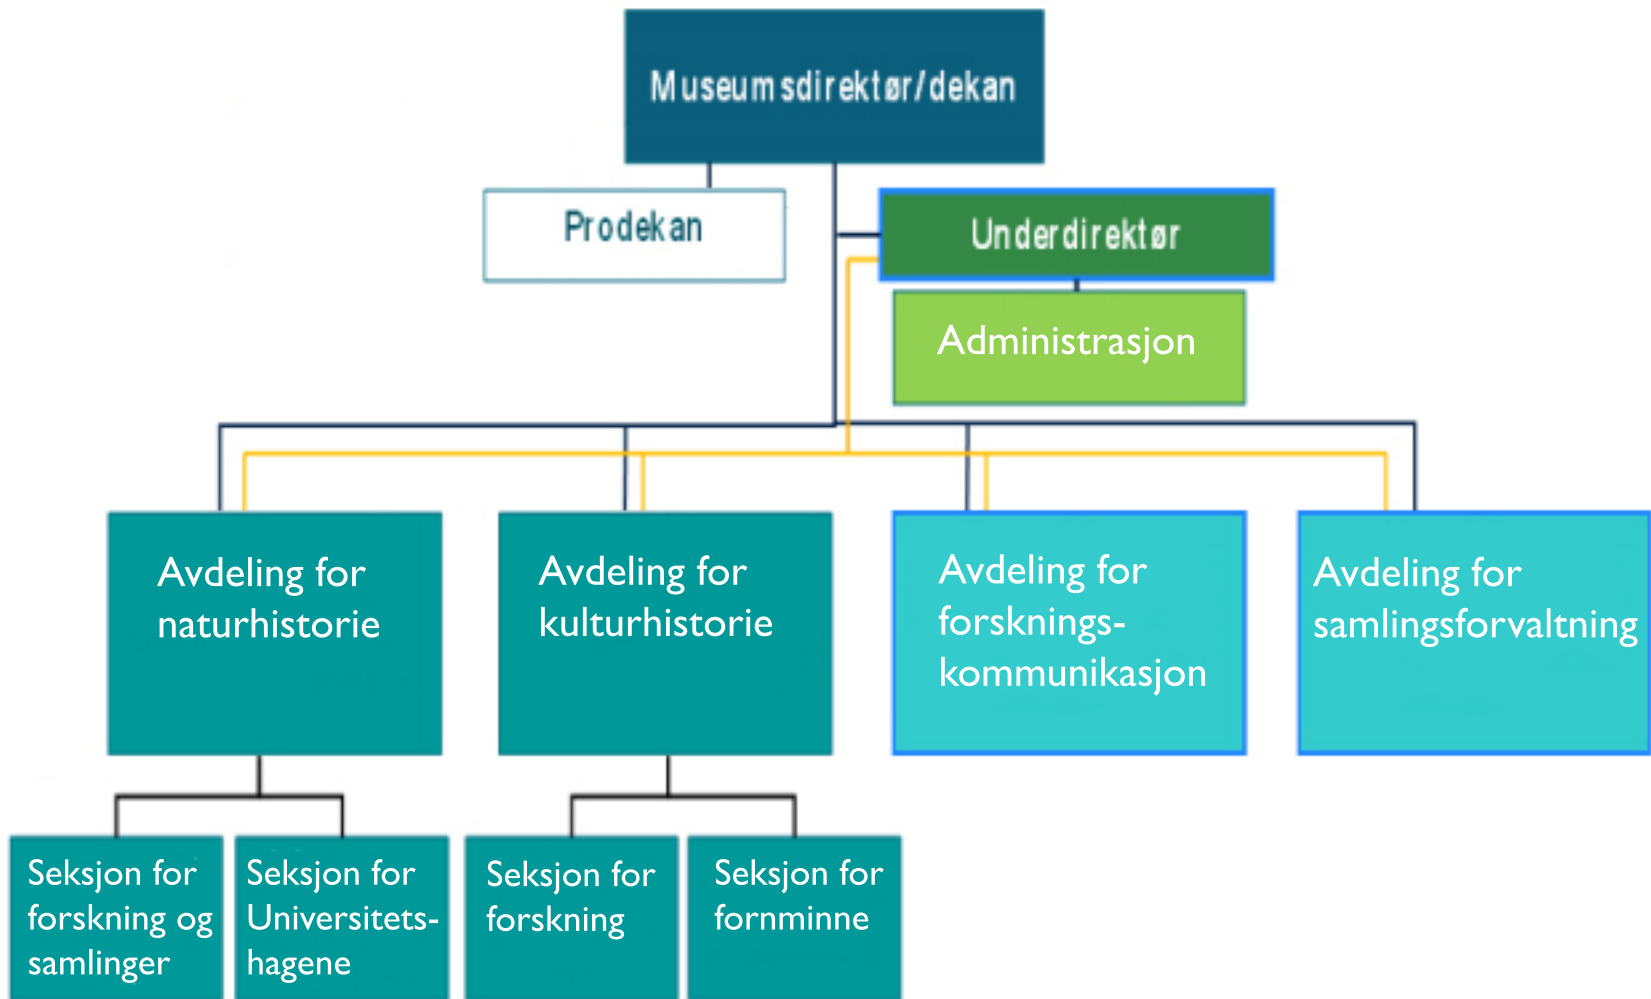 Museumsdirektør/dekan
Prodekan
Underdirektør
Administrasjon
Avdeling for
naturhistorie
Avdeling for
kulturhistorie
Avdeling for
forsknings-
kommunikasjon
Avdeling for
samlingsforvaltning
Seksjon for
forskning og
samlinger
Seksjon for
Universitets-
hagene
Seksjon for
forskning
Seksjon for
fornminne